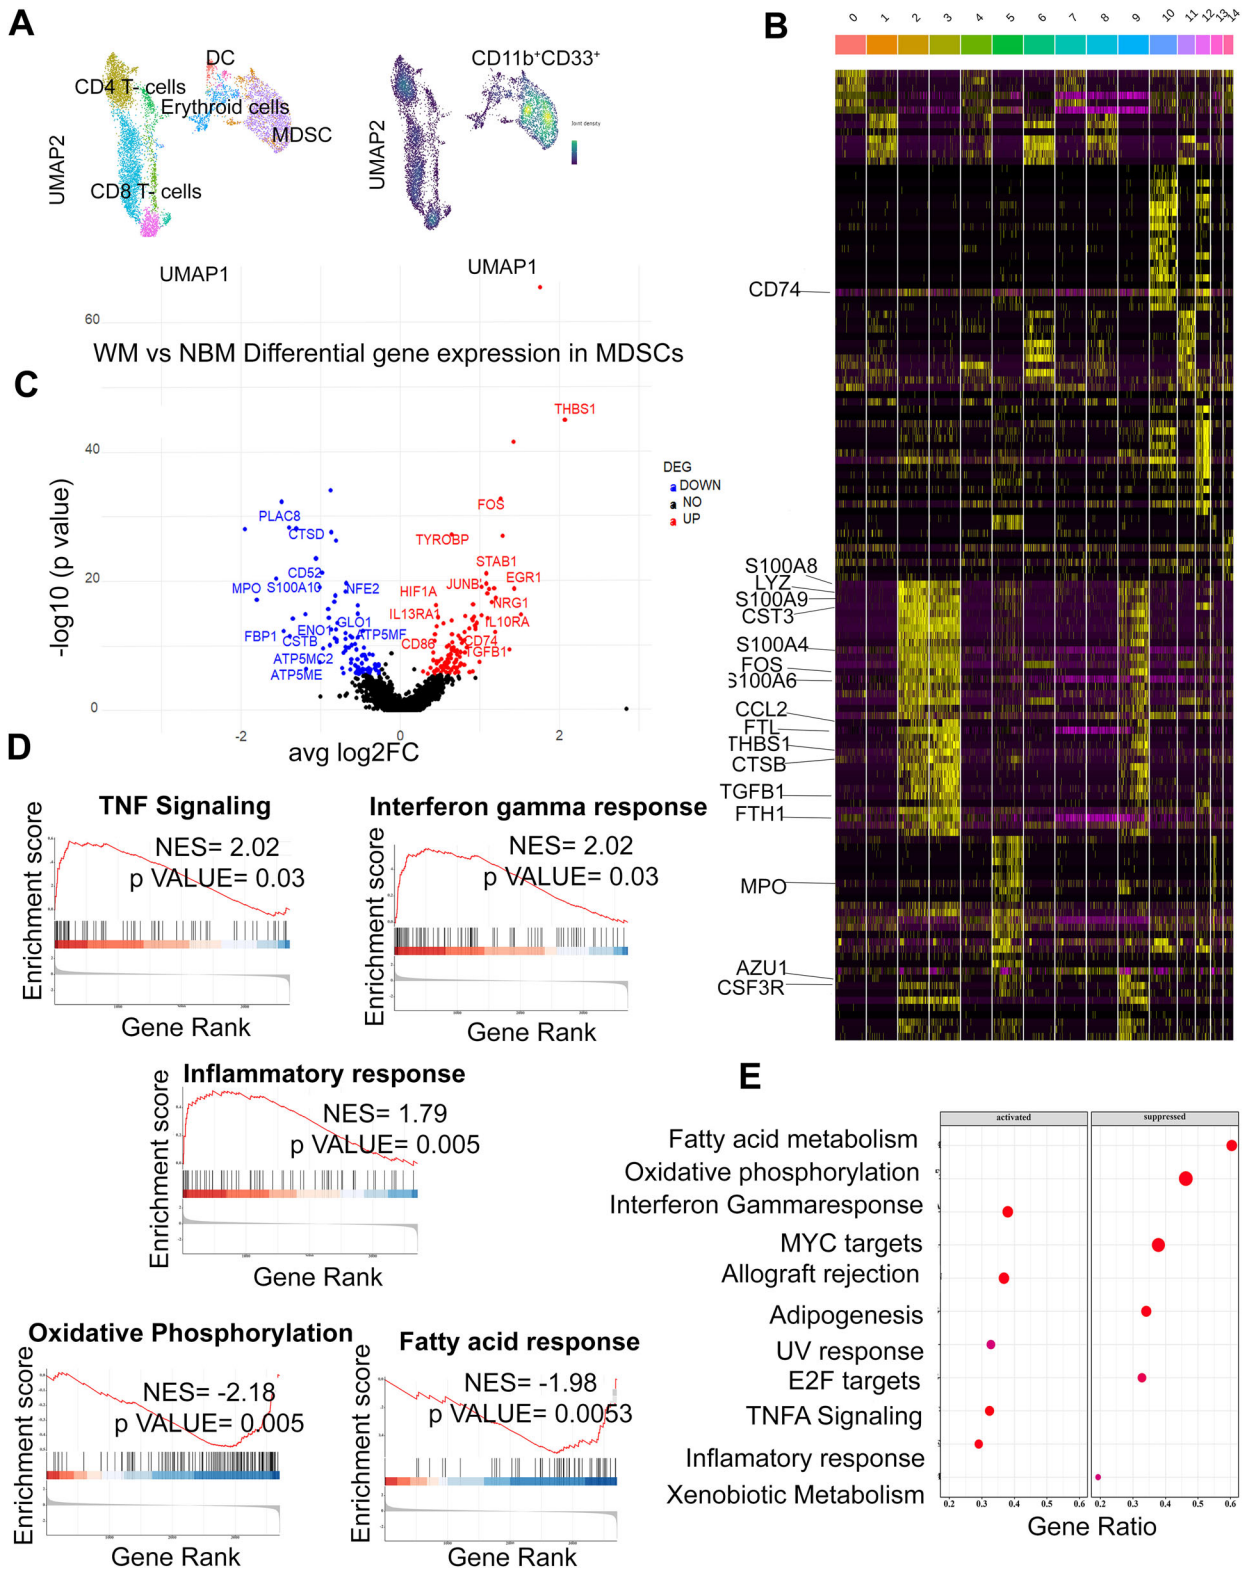 A
DC
CD4 T- cells
Erythroid cells
MDSC
CD8 T- cells
UMAP2
UMAP1
CD11b+CD33+
Joint density
UMAP2
UMAP1
B
0 1 2 3 4 5 6 7 8 9 10 11 12 13 14
CD74
S100A8
LYZ
S100A9
CST3
S100A4
FOS
S100A6
CCL2
FTL
THBS1
CTSB
TGFB1
FTH1
MPO
AZU1
CSF3R
C
WM vs NBM Differential gene expression in MDSCs
-log10 (p value)
60
40
20
0
THBS1
FOS
PLAC8
CTSD
TYROBP
STAB1
CD52
JUNB
EGR1
MPO
S100A10
NFE2
HIF1A
NRG1
IL13RA1
IL10RA
FBP1
ENO1
GLO1
CSTB
ATP5MF
CD86
CD74
TGFB1
ATP5MC2
ATP5ME
DEG
a DOWN
a NO
a UP
-2 0 2
avg log2FC
D
TNF Signaling
NES= 2.02
p VALUE= 0.03
Enrichment score
Gene Rank
Interferon gamma response
NES= 2.02
p VALUE= 0.03
Enrichment score
Gene Rank
Inflammatory response
NES= 1.79
p VALUE= 0.005
Enrichment score
Gene Rank
Oxidative Phosphorylation
NES= -2.18
p VALUE= 0.005
Enrichment score
Gene Rank
Fatty acid response
NES= -1.98
p VALUE= 0.0053
Enrichment score
Gene Rank
E
activated
suppressed
Fatty acid metabolism
Oxidative phosphorylation
Interferon Gammaresponse
MYC targets
Allograft rejection
Adipogenesis
UV response
E2F targets
TNFA Signaling
Inflamatory response
Xenobiotic Metabolism
0.2 0.3 0.4 0.5 0.6
0.2 0.3 0.4 0.5 0.6
Gene Ratio